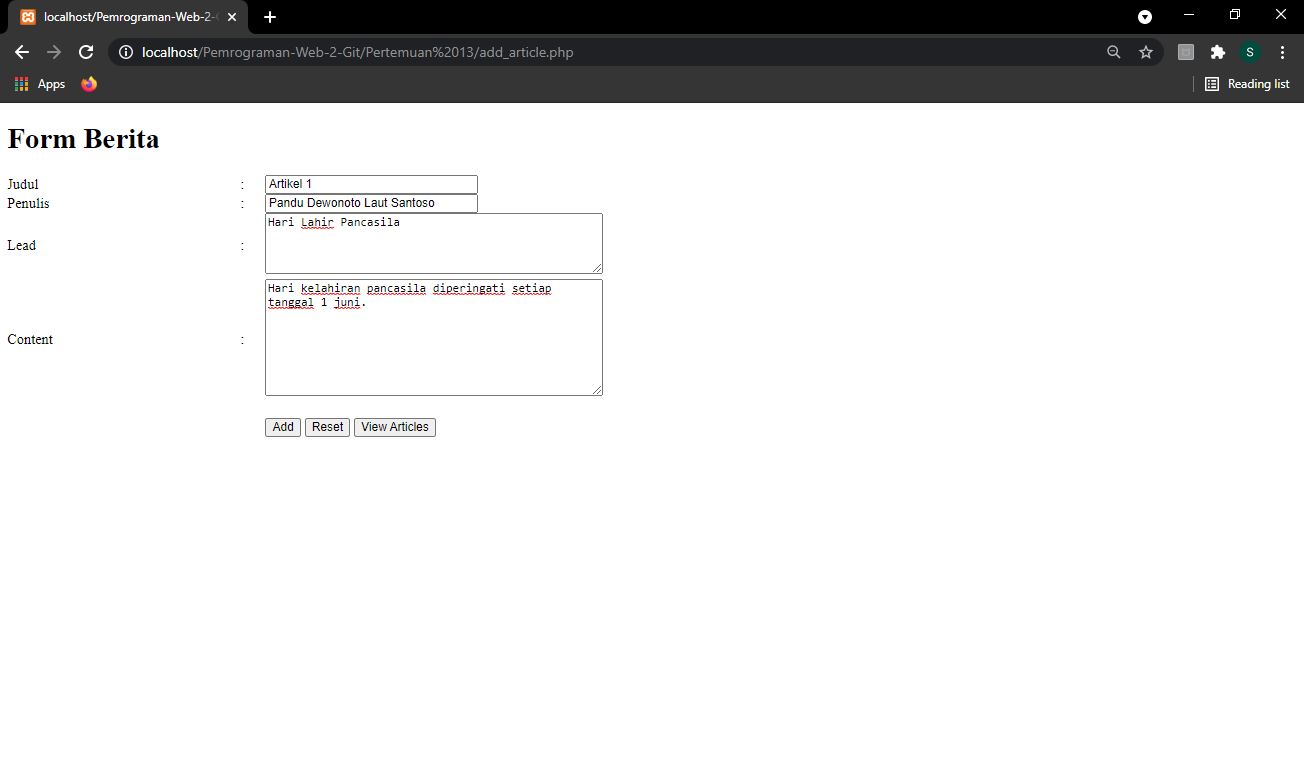 localhost/Pemrograman-Web-2-
localhost/Pemrograman-Web-2-Git/Pertemuan%2013/add_article.php
S
Apps
Reading list
Form Berita
Judul : Artikel 1
Penulis : Pandu Dewonoto Laut Santoso
Lead : Hari Lahir Pancasila
Content : Hari kelahiran pancasila diperingati setiap
tanggal 1 juni.
Add Reset View Articles